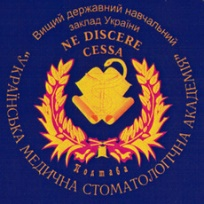 Вищий державний навчальний
заклад України
"УКРАЇНСЬКА МЕДИЧНА СТОМАТОЛОГІЧНА АКАДЕМІЯ"
NE DISCERE
CESSA
Полтава